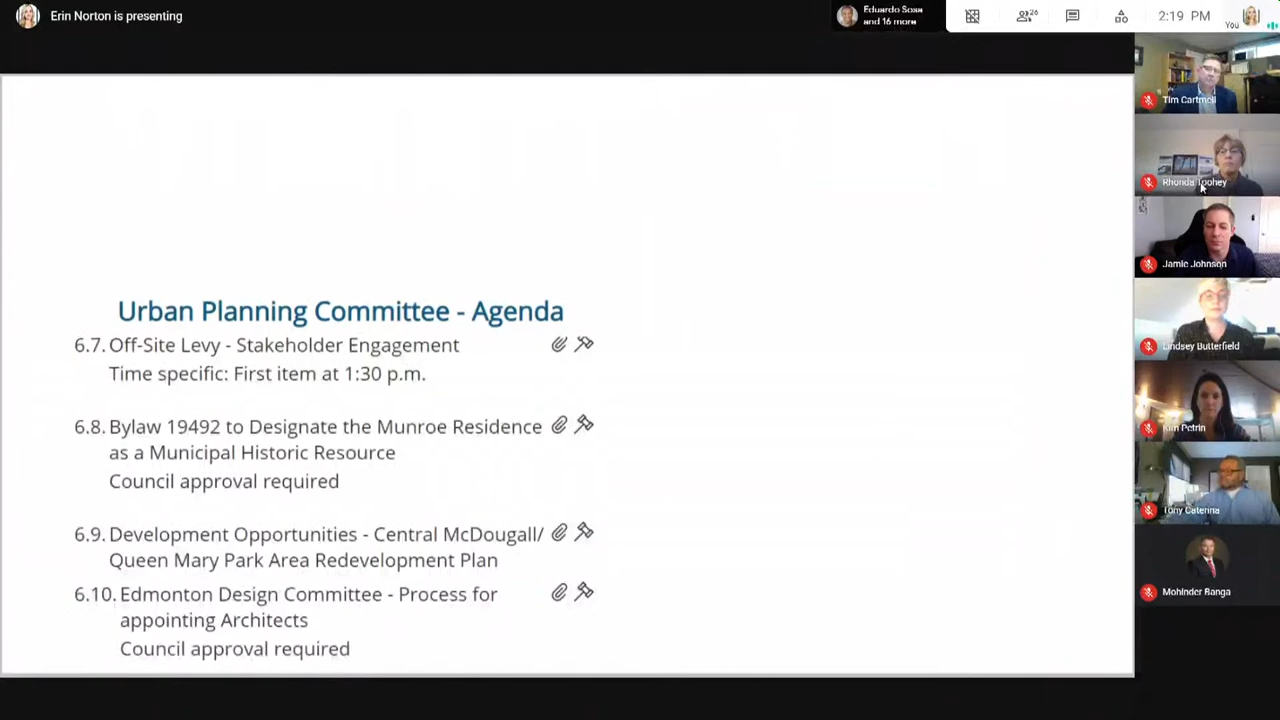 Erin Norton is presenting
Eduardo Sosa
and 16 more
26
2:19 PM
You
Tim Cartmell
Rhonda Toohey
Jamie Johnson
Lindsey Butterfield
Kim Petrin
Tony Caterina
Mohinder Banga
Urban Planning Committee - Agenda
6.7. Off-Site Levy - Stakeholder Engagement
Time specific: First item at 1:30 p.m.
6.8. Bylaw 19492 to Designate the Munroe Residence
as a Municipal Historic Resource
Council approval required
6.9. Development Opportunities - Central McDougall/
Queen Mary Park Area Redevelopment Plan
6.10. Edmonton Design Committee - Process for
appointing Architects
Council approval required